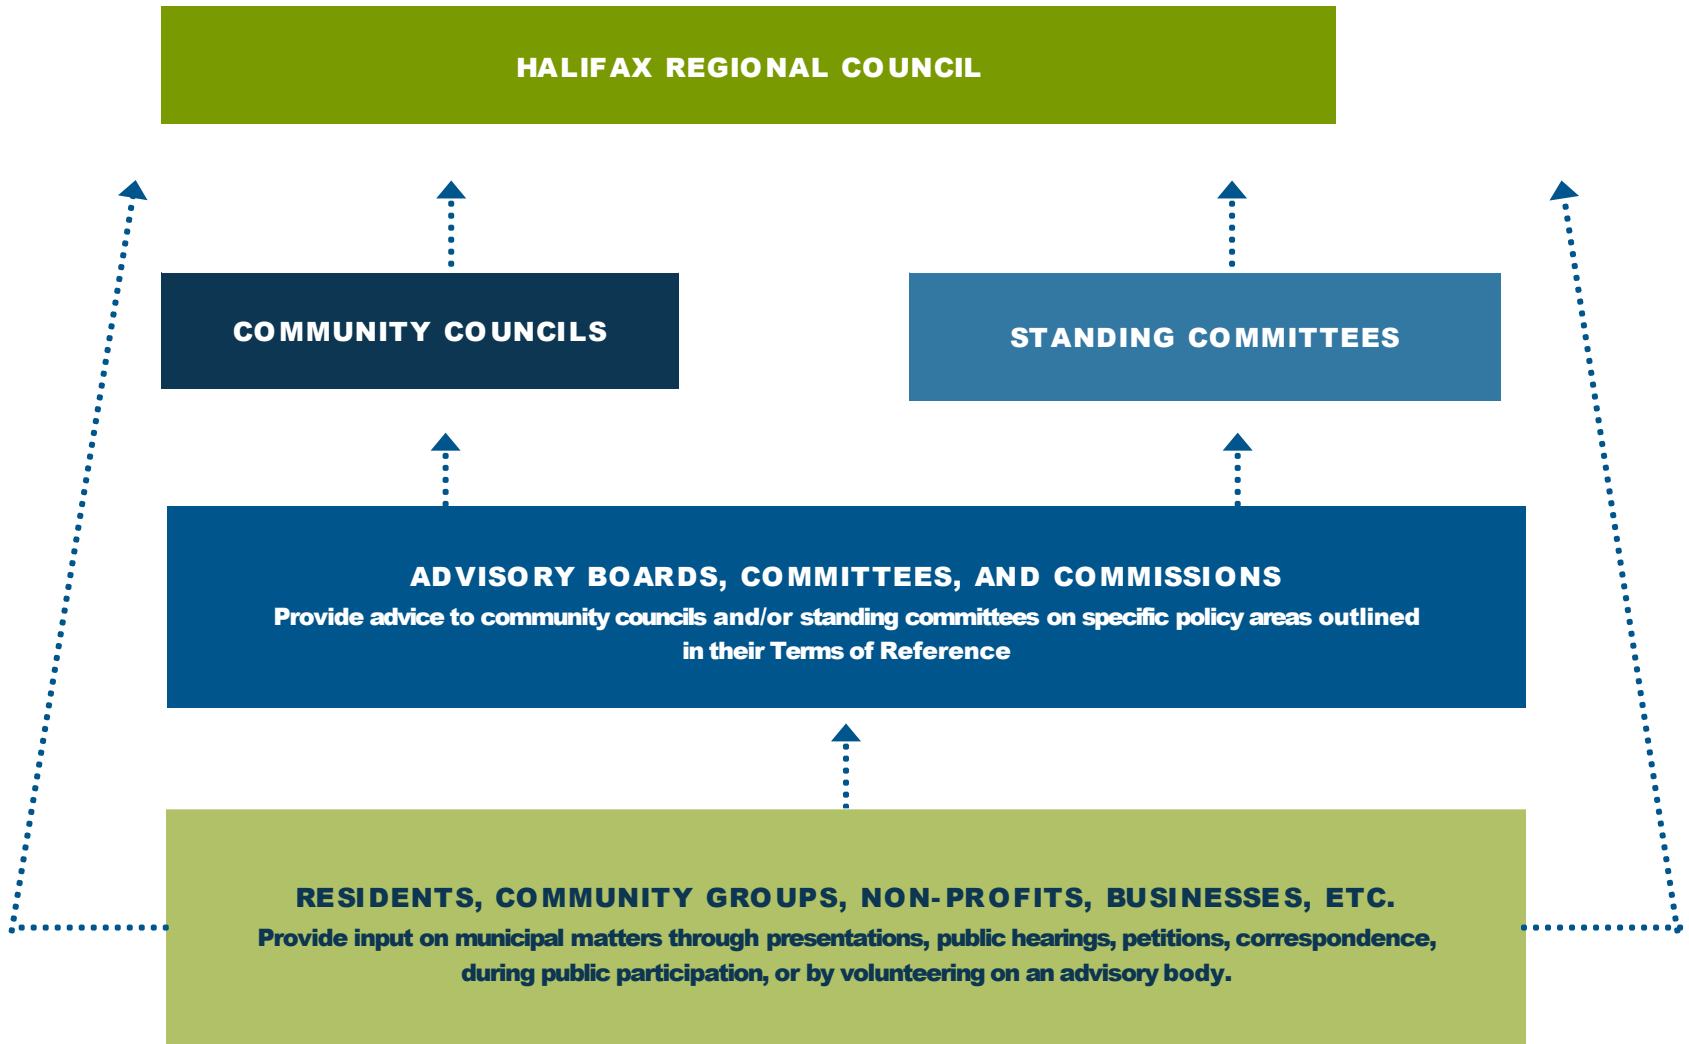 HALIFAX REGIONAL COUNCIL
COMMUNITY COUNCILS
STANDING COMMITTEES
ADVISORY BOARDS, COMMITTEES, AND COMMISSIONS
Provide advice to community councils and/or standing committees on specific policy areas outlined
in their Terms of Reference
RESIDENTS, COMMUNITY GROUPS, NON-PROFITS, BUSINESSES, ETC.
Provide input on municipal matters through presentations, public hearings, petitions, correspondence,
during public participation, or by volunteering on an advisory body.